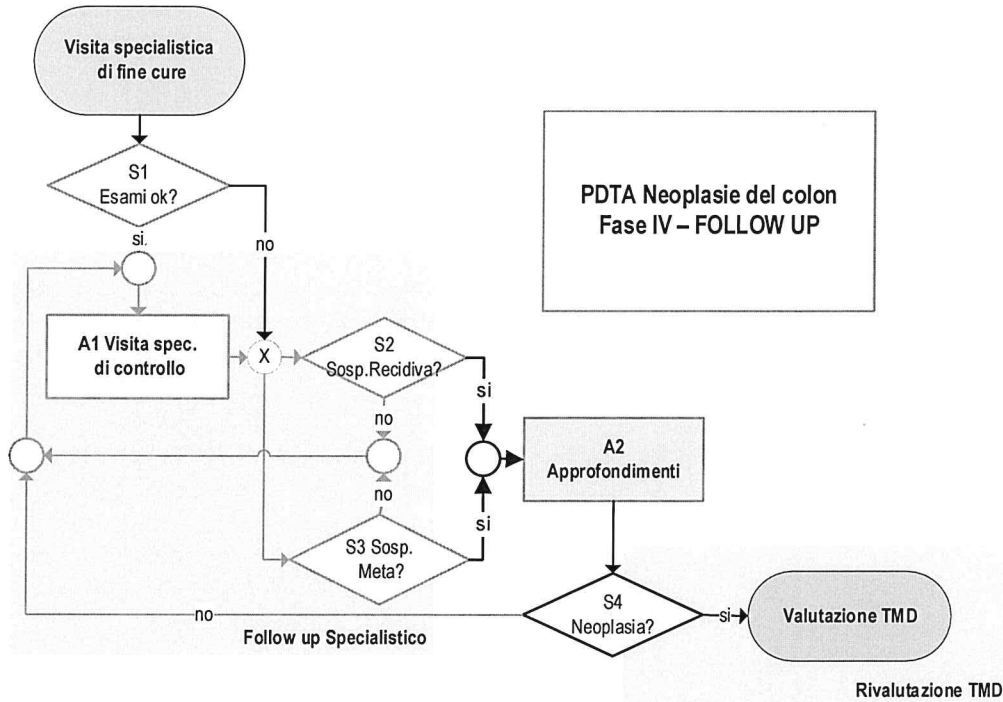 Visita specialistica
di fine cure
S1
Esami ok?
si.
no
PDTA Neoplasie del colon
Fase IV – FOLLOW UP
A1 Visita spec.
di controllo
X
S2
Sosp.Recidiva?
si
no
A2
Approfondimenti
no
si
S3 Sosp.
Meta?
S4
Neoplasia?
si
Valutazione TMD
no
Follow up Specialistico
Rivalutazione TMD